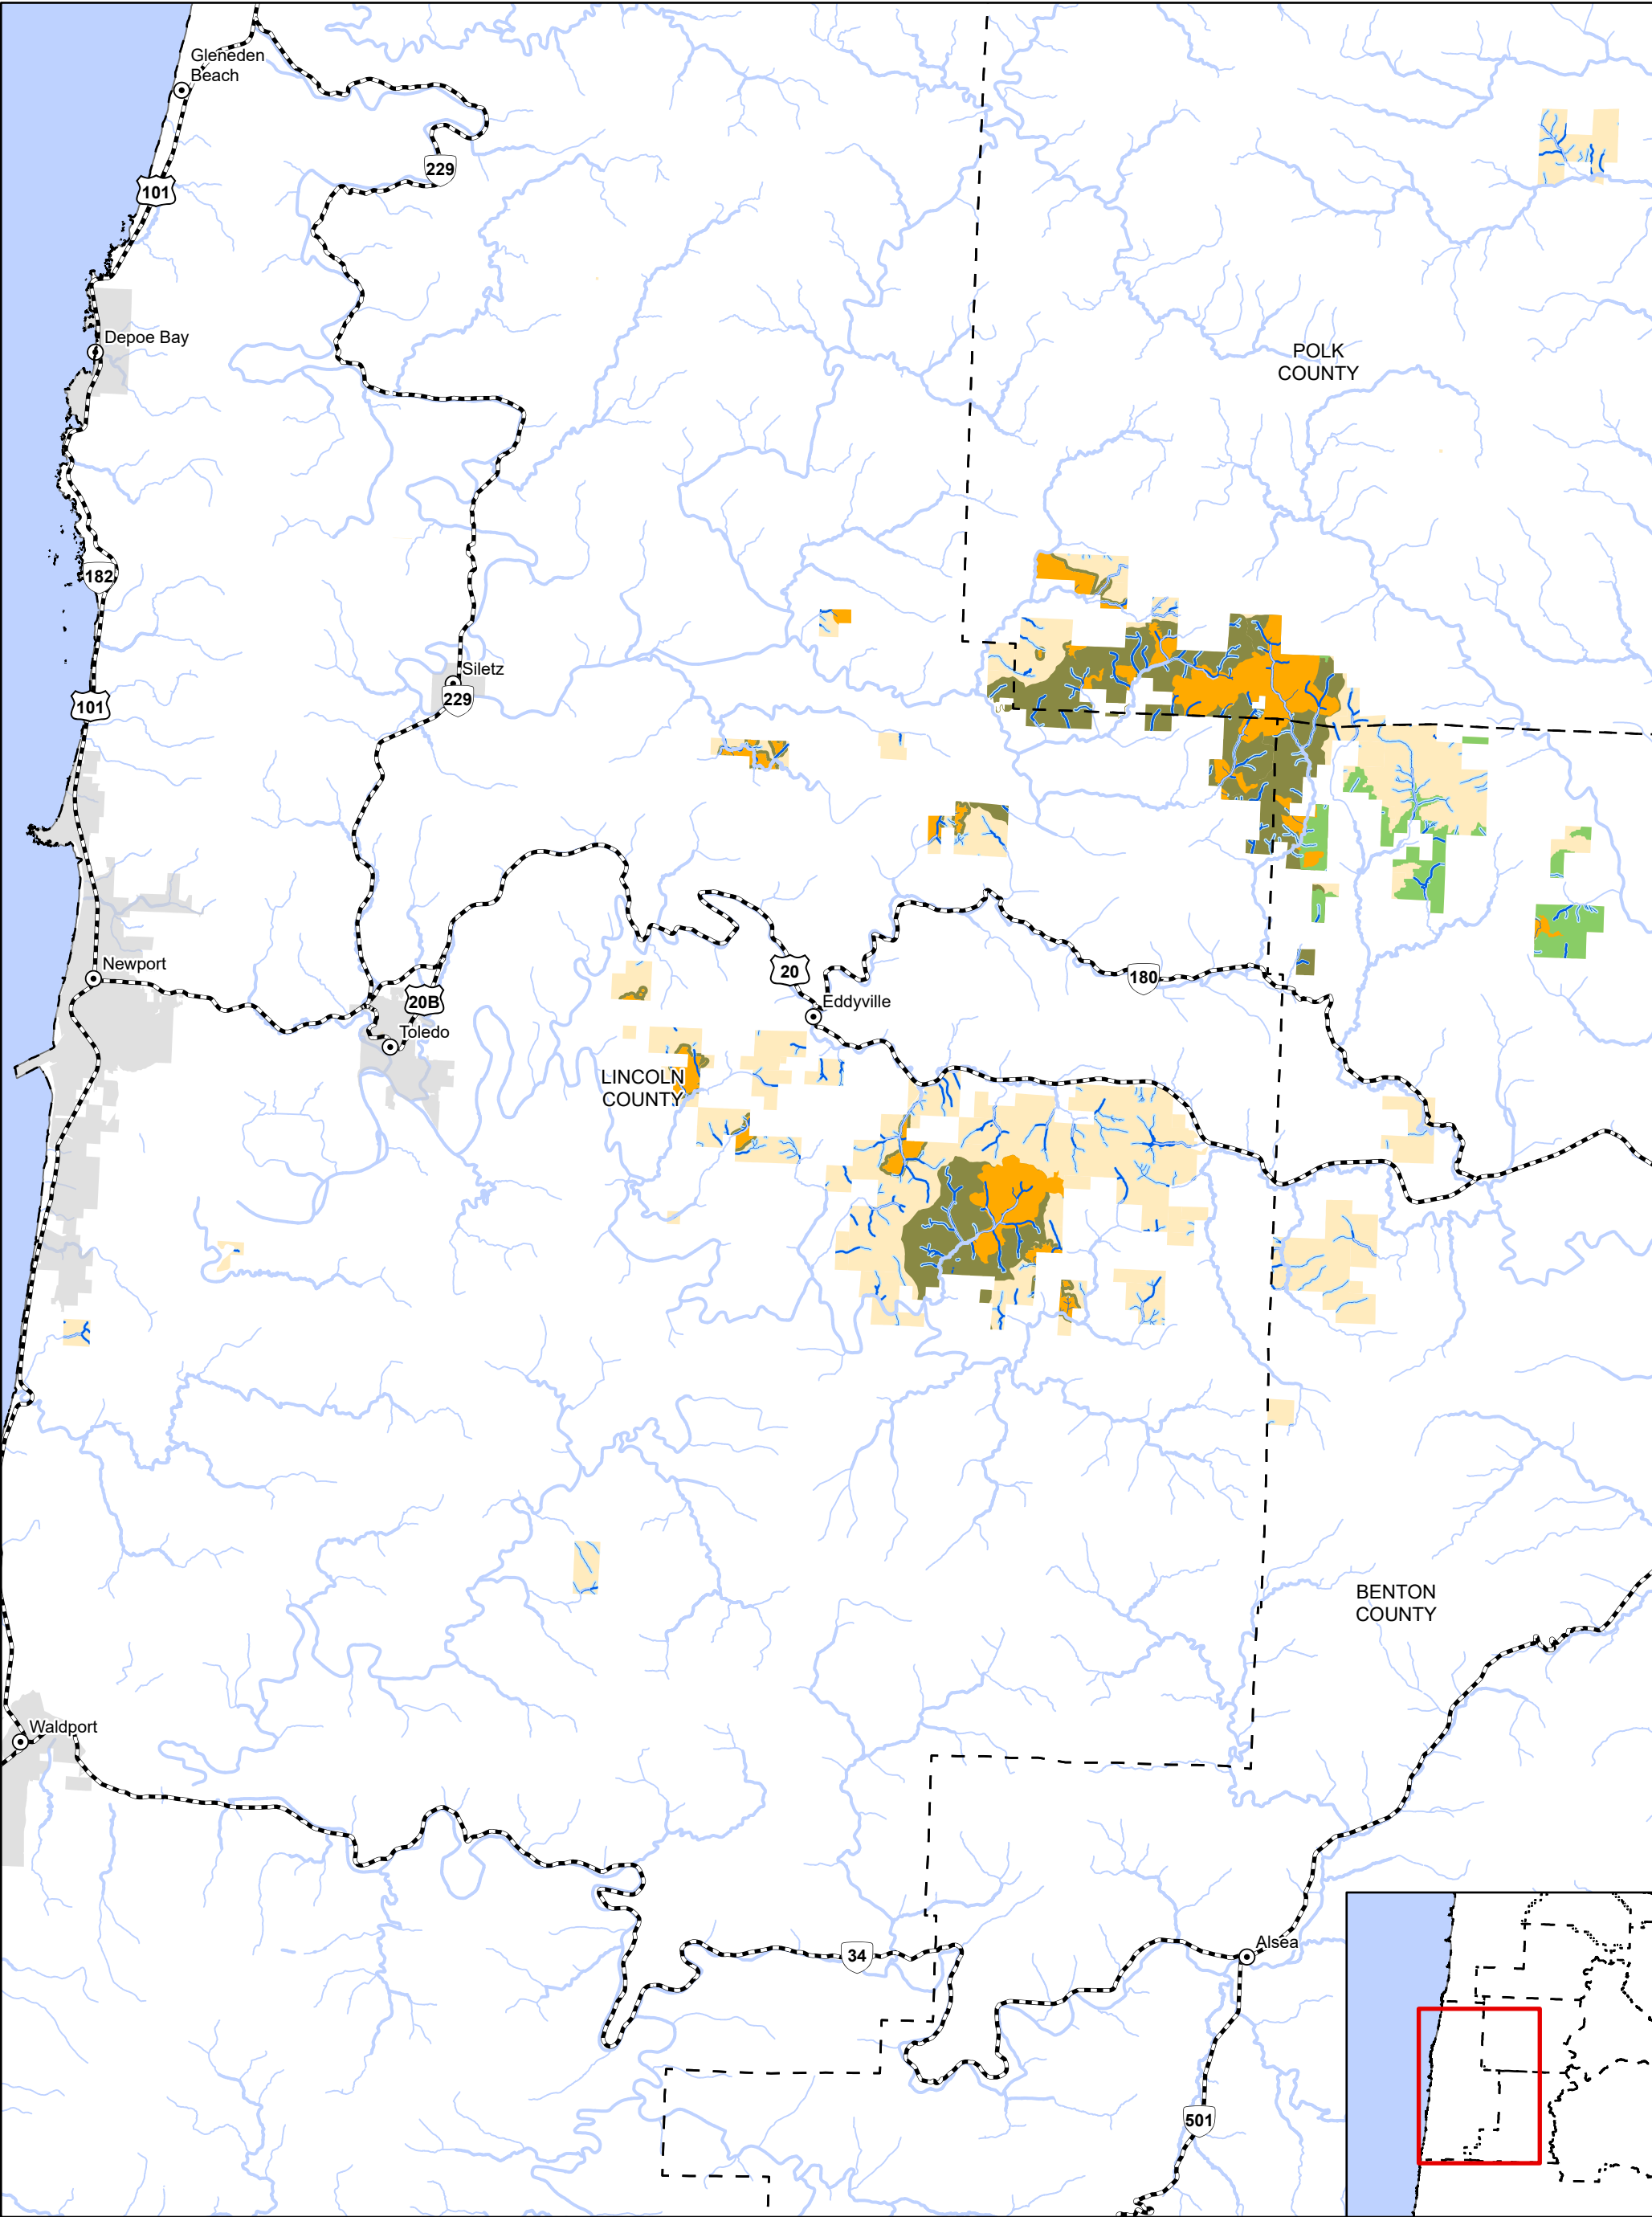 Gleneden
Beach
229
101
Depoe Bay
POLK
COUNTY
182
Siletz
229
101
Newport
20
180
20B
Eddyville
Toledo
LINCOLN
COUNTY
BENTON
COUNTY
Waldport
34
Alsea
501